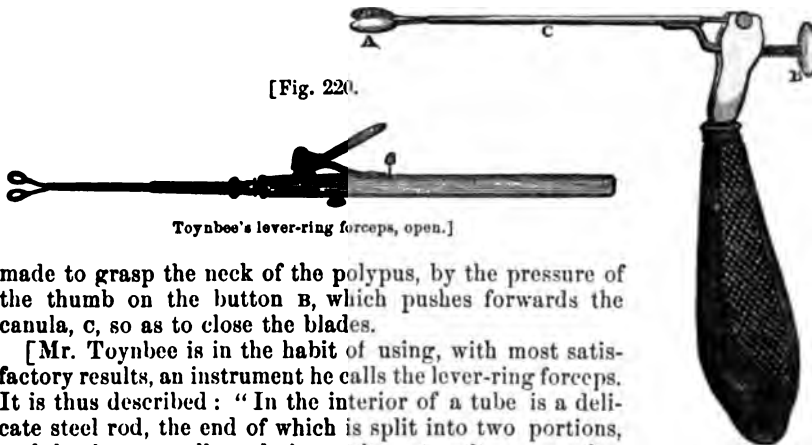 A
C
B
[Fig. 220.
Toynbee's lever-ring forceps, open.]
made to grasp the neck of the polypus, by the pressure of
the thumb on the button B, which pushes forwards the
canula, C, so as to close the blades.
[Mr. Toynbee is in the habit of using, with most satis-
factory results, an instrument he calls the lever-ring forceps.
It is thus described : “ In the interior of a tube is a deli-
cate steel rod, the end of which is split into two portions,